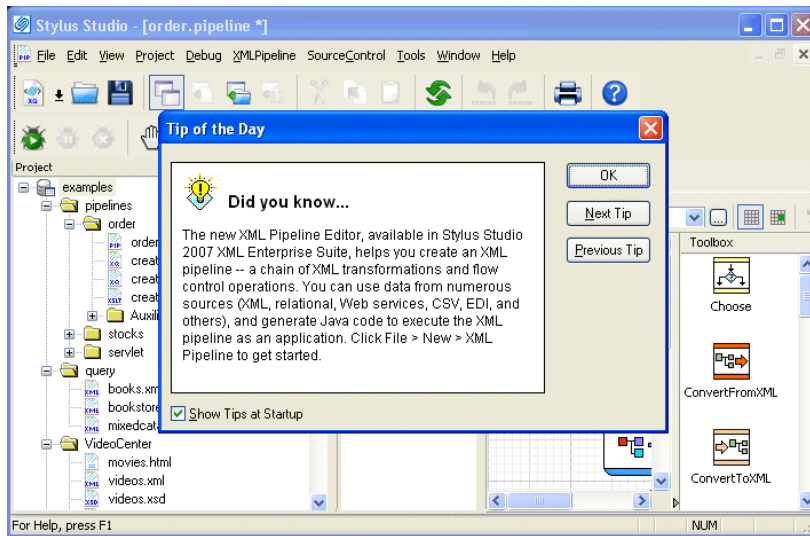 Stylus Studio - [order.pipeline *]
File Edit View Project Debug XMLPipeline SourceControl Tools Window Help
Tip of the Day
Project
examples
pipelines
order
order
creat
creat
creat
Auxili
stocks
servlet
query
books.xm
bookstore
mixedcata
VideoCenter
movies.html
videos.xml
videos.xsd
Did you know...
The new XML Pipeline Editor, available in Stylus Studio
2007 XML Enterprise Suite, helps you create an XML
pipeline -- a chain of XML transformations and flow
control operations. You can use data from numerous
sources (XML, relational, Web services, CSV, EDI, and
others), and generate Java code to execute the XML
pipeline as an application. Click File > New > XML
Pipeline to get started.
Show Tips at Startup
OK
Next Tip
Previous Tip
Toolbox
Choose
ConvertFromXML
ConvertToXML
For Help, press F1
NUM